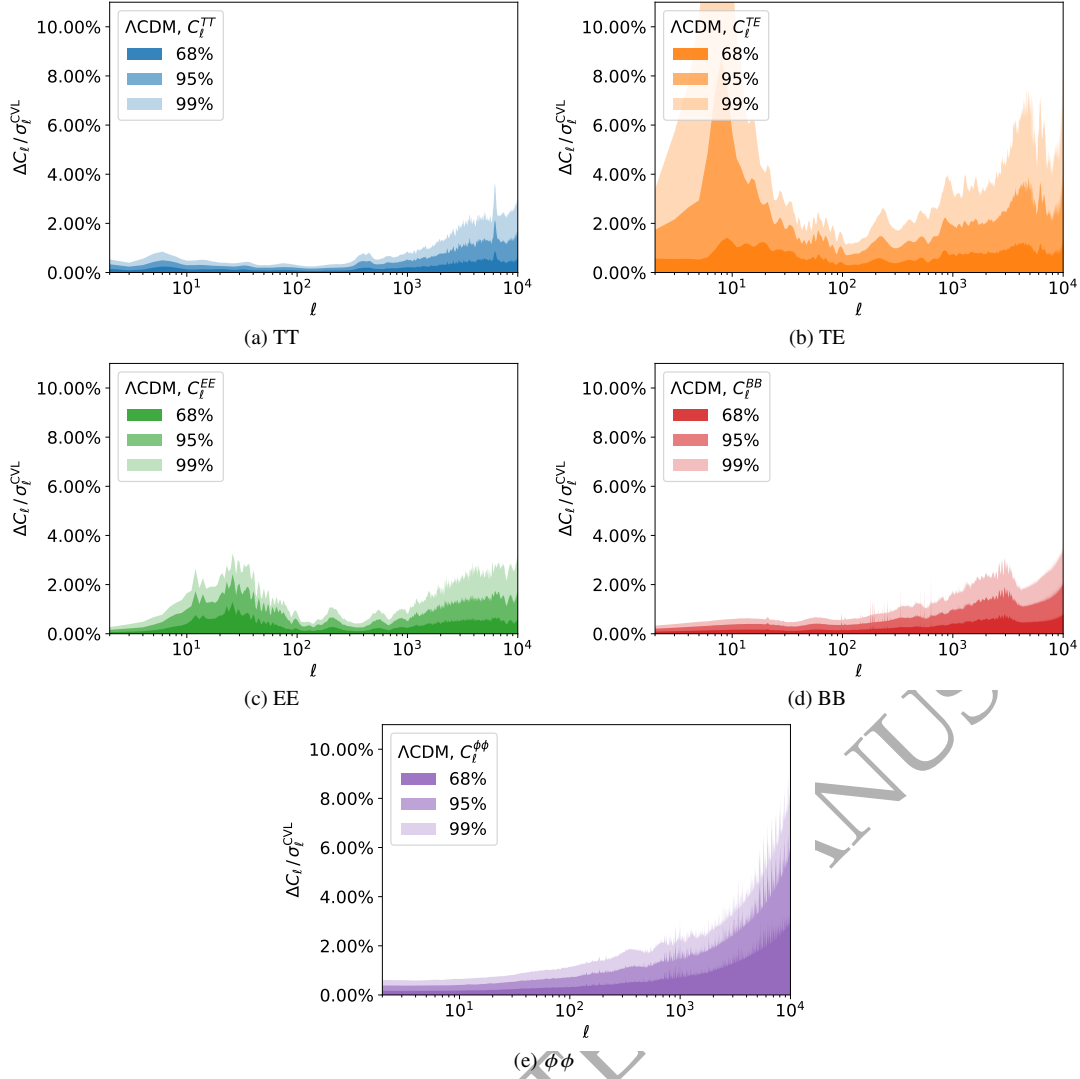 ΛCDM, C_ℓ^{TT}
68%
95%
99%
10.00%
8.00%
6.00%
4.00%
2.00%
0.00%
ΔC_ℓ / σ_ℓ^{CVL}
10^1 10^2 10^3 10^4
ℓ
(a) TT
ΛCDM, C_ℓ^{TE}
68%
95%
99%
10.00%
8.00%
6.00%
4.00%
2.00%
0.00%
ΔC_ℓ / σ_ℓ^{CVL}
10^1 10^2 10^3 10^4
ℓ
(b) TE
ΛCDM, C_ℓ^{EE}
68%
95%
99%
10.00%
8.00%
6.00%
4.00%
2.00%
0.00%
ΔC_ℓ / σ_ℓ^{CVL}
10^1 10^2 10^3 10^4
ℓ
(c) EE
ΛCDM, C_ℓ^{BB}
68%
95%
99%
10.00%
8.00%
6.00%
4.00%
2.00%
0.00%
ΔC_ℓ / σ_ℓ^{CVL}
10^1 10^2 10^3 10^4
ℓ
(d) BB
ΛCDM, C_ℓ^{ϕϕ}
68%
95%
99%
10.00%
8.00%
6.00%
4.00%
2.00%
0.00%
ΔC_ℓ / σ_ℓ^{CVL}
10^1 10^2 10^3 10^4
ℓ
(e) ϕϕ